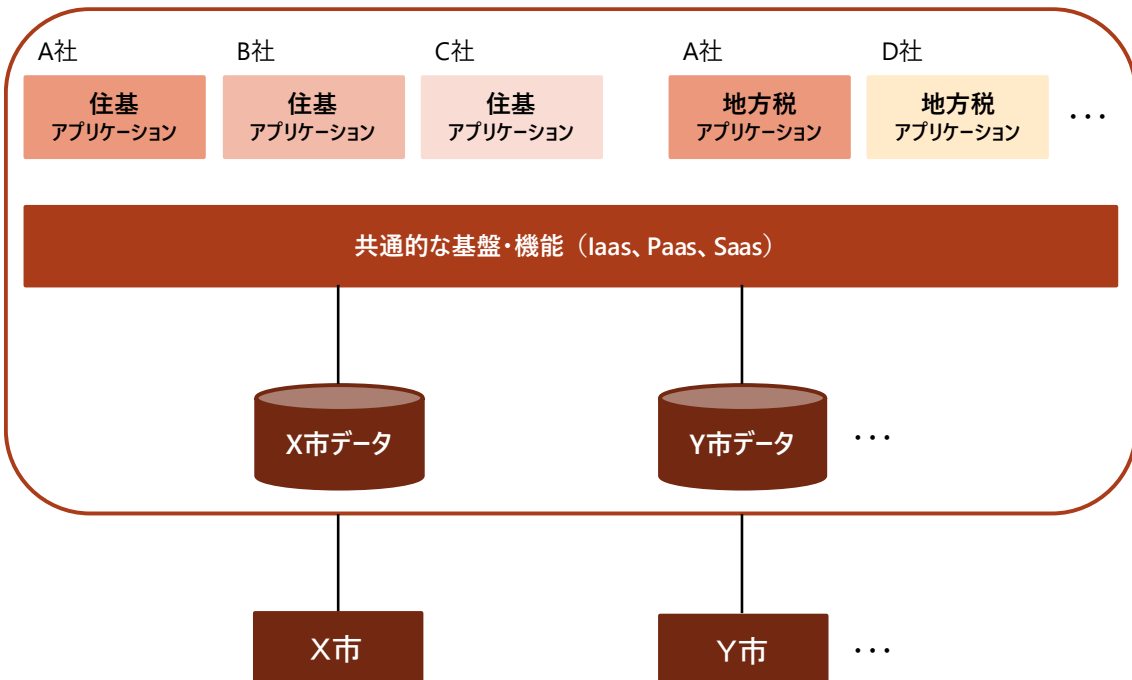 A社
B社
C社
A社
D社
住基
アプリケーション
住基
アプリケーション
住基
アプリケーション
地方税
アプリケーション
地方税
アプリケーション
･･･
共通的な基盤・機能（Iaas、Paas、Saas）
X市データ
Y市データ
･･･
X市
Y市
･･･